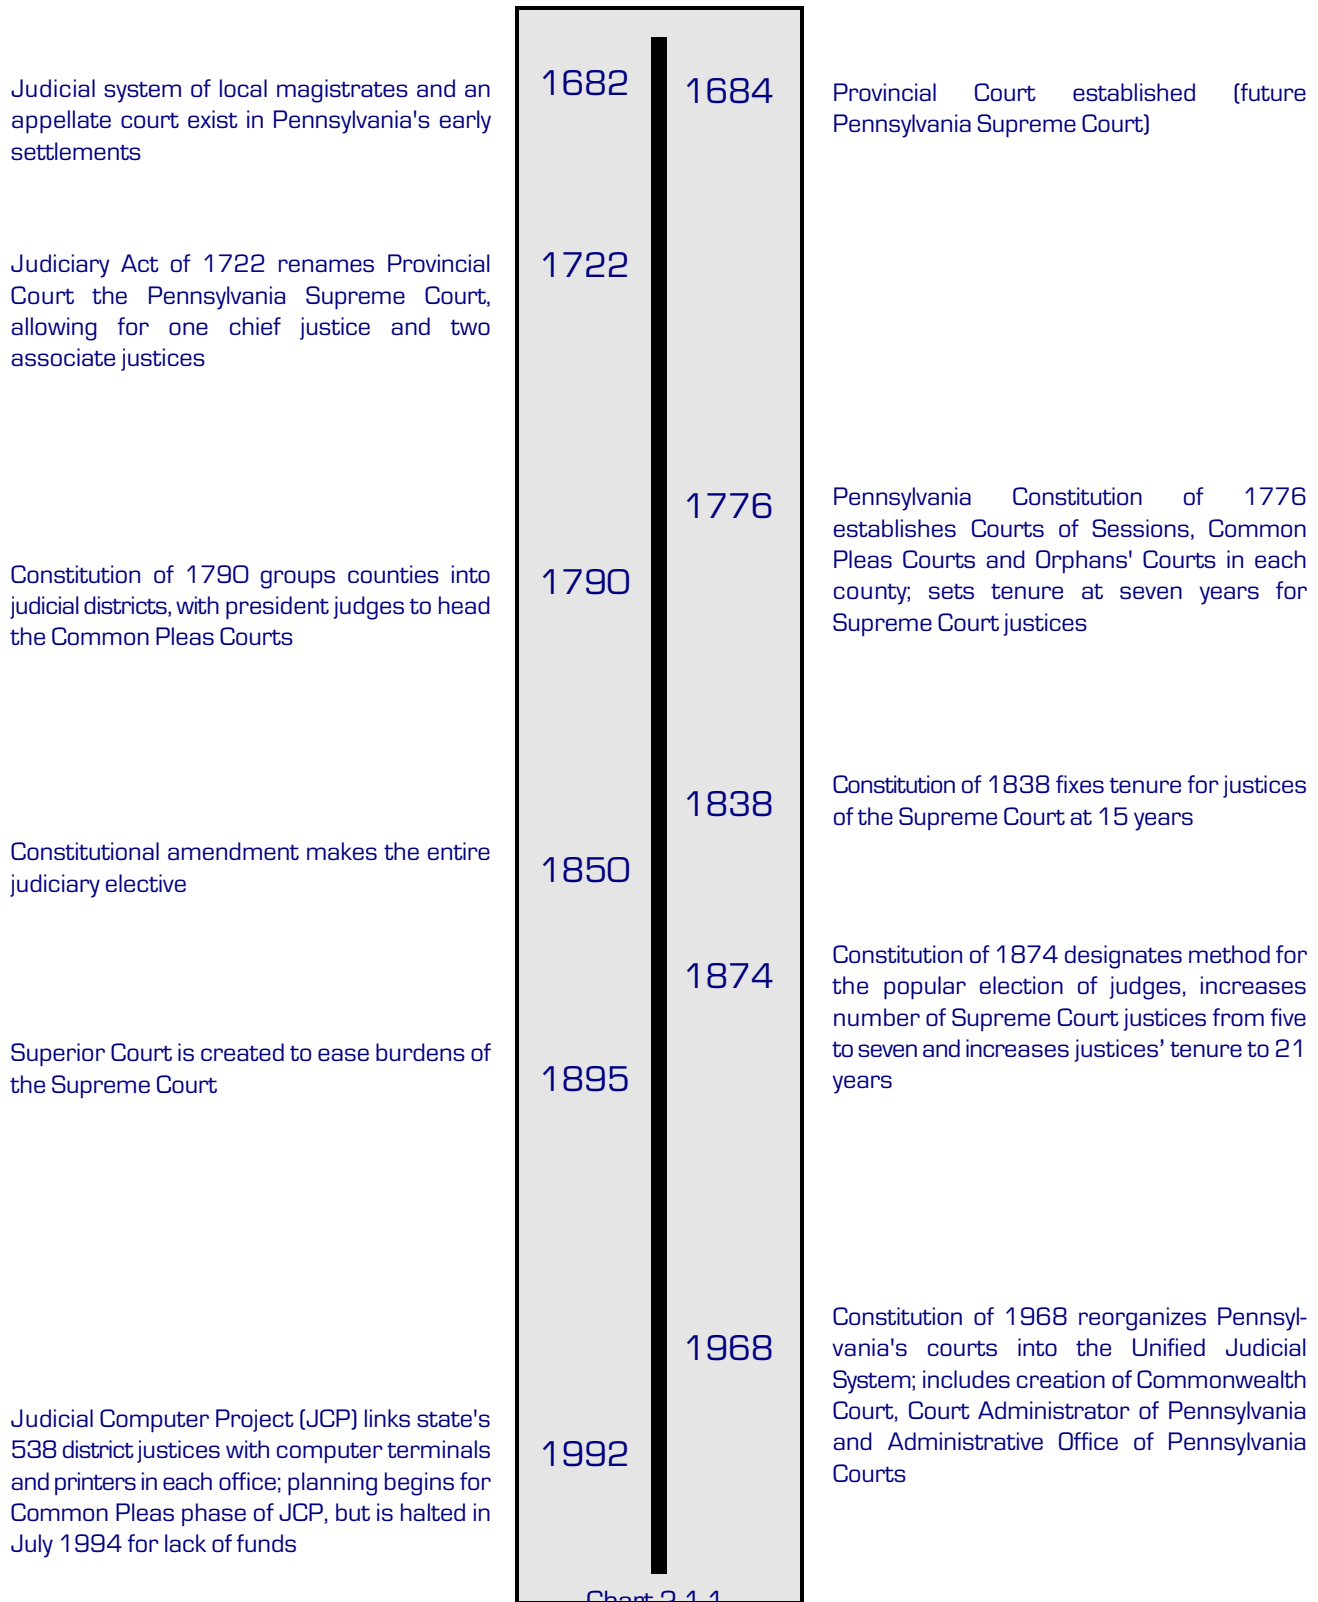 1682
Judicial system of local magistrates and an
appellate court exist in Pennsylvania's early
settlements
1684
Provincial Court established (future
Pennsylvania Supreme Court)
1722
Judiciary Act of 1722 renames Provincial
Court the Pennsylvania Supreme Court,
allowing for one chief justice and two
associate justices
1776
Pennsylvania Constitution of 1776
establishes Courts of Sessions, Common
Pleas Courts and Orphans' Courts in each
county; sets tenure at seven years for
Supreme Court justices
1790
Constitution of 1790 groups counties into
judicial districts, with president judges to head
the Common Pleas Courts
1838
Constitution of 1838 fixes tenure for justices
of the Supreme Court at 15 years
1850
Constitutional amendment makes the entire
judiciary elective
1874
Constitution of 1874 designates method for
the popular election of judges, increases
number of Supreme Court justices from five
to seven and increases justices’ tenure to 21
years
1895
Superior Court is created to ease burdens of
the Supreme Court
1968
Constitution of 1968 reorganizes Pennsyl-
vania's courts into the Unified Judicial
System; includes creation of Commonwealth
Court, Court Administrator of Pennsylvania
and Administrative Office of Pennsylvania
Courts
1992
Judicial Computer Project (JCP) links state's
538 district justices with computer terminals
and printers in each office; planning begins for
Common Pleas phase of JCP, but is halted in
July 1994 for lack of funds
Chart 2.1.1